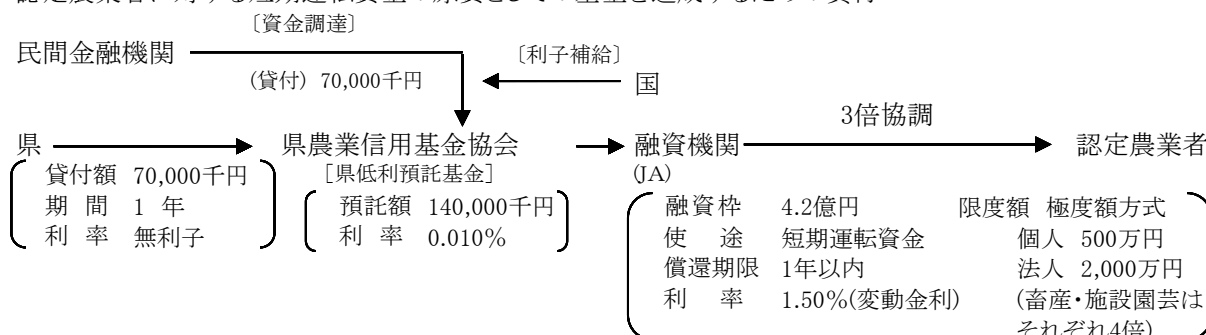 〔資金調達〕
民間金融機関
(貸付) 70,000千円
〔利子補給〕
国
3倍協調
県
県農業信用基金協会
融資機関
認定農業者
(JA)
貸付額 70,000千円
期 間 1 年
利 率 無利子
[県低利預託基金]
預託額 140,000千円
利 率 0.010%
融資枠 4.2億円
使 途 短期運転資金
償還期限 1年以内
利 率 1.50%(変動金利)
限度額 極度額方式
個人 500万円
法人 2,000万円
(畜産・施設園芸は
それぞれ4倍)